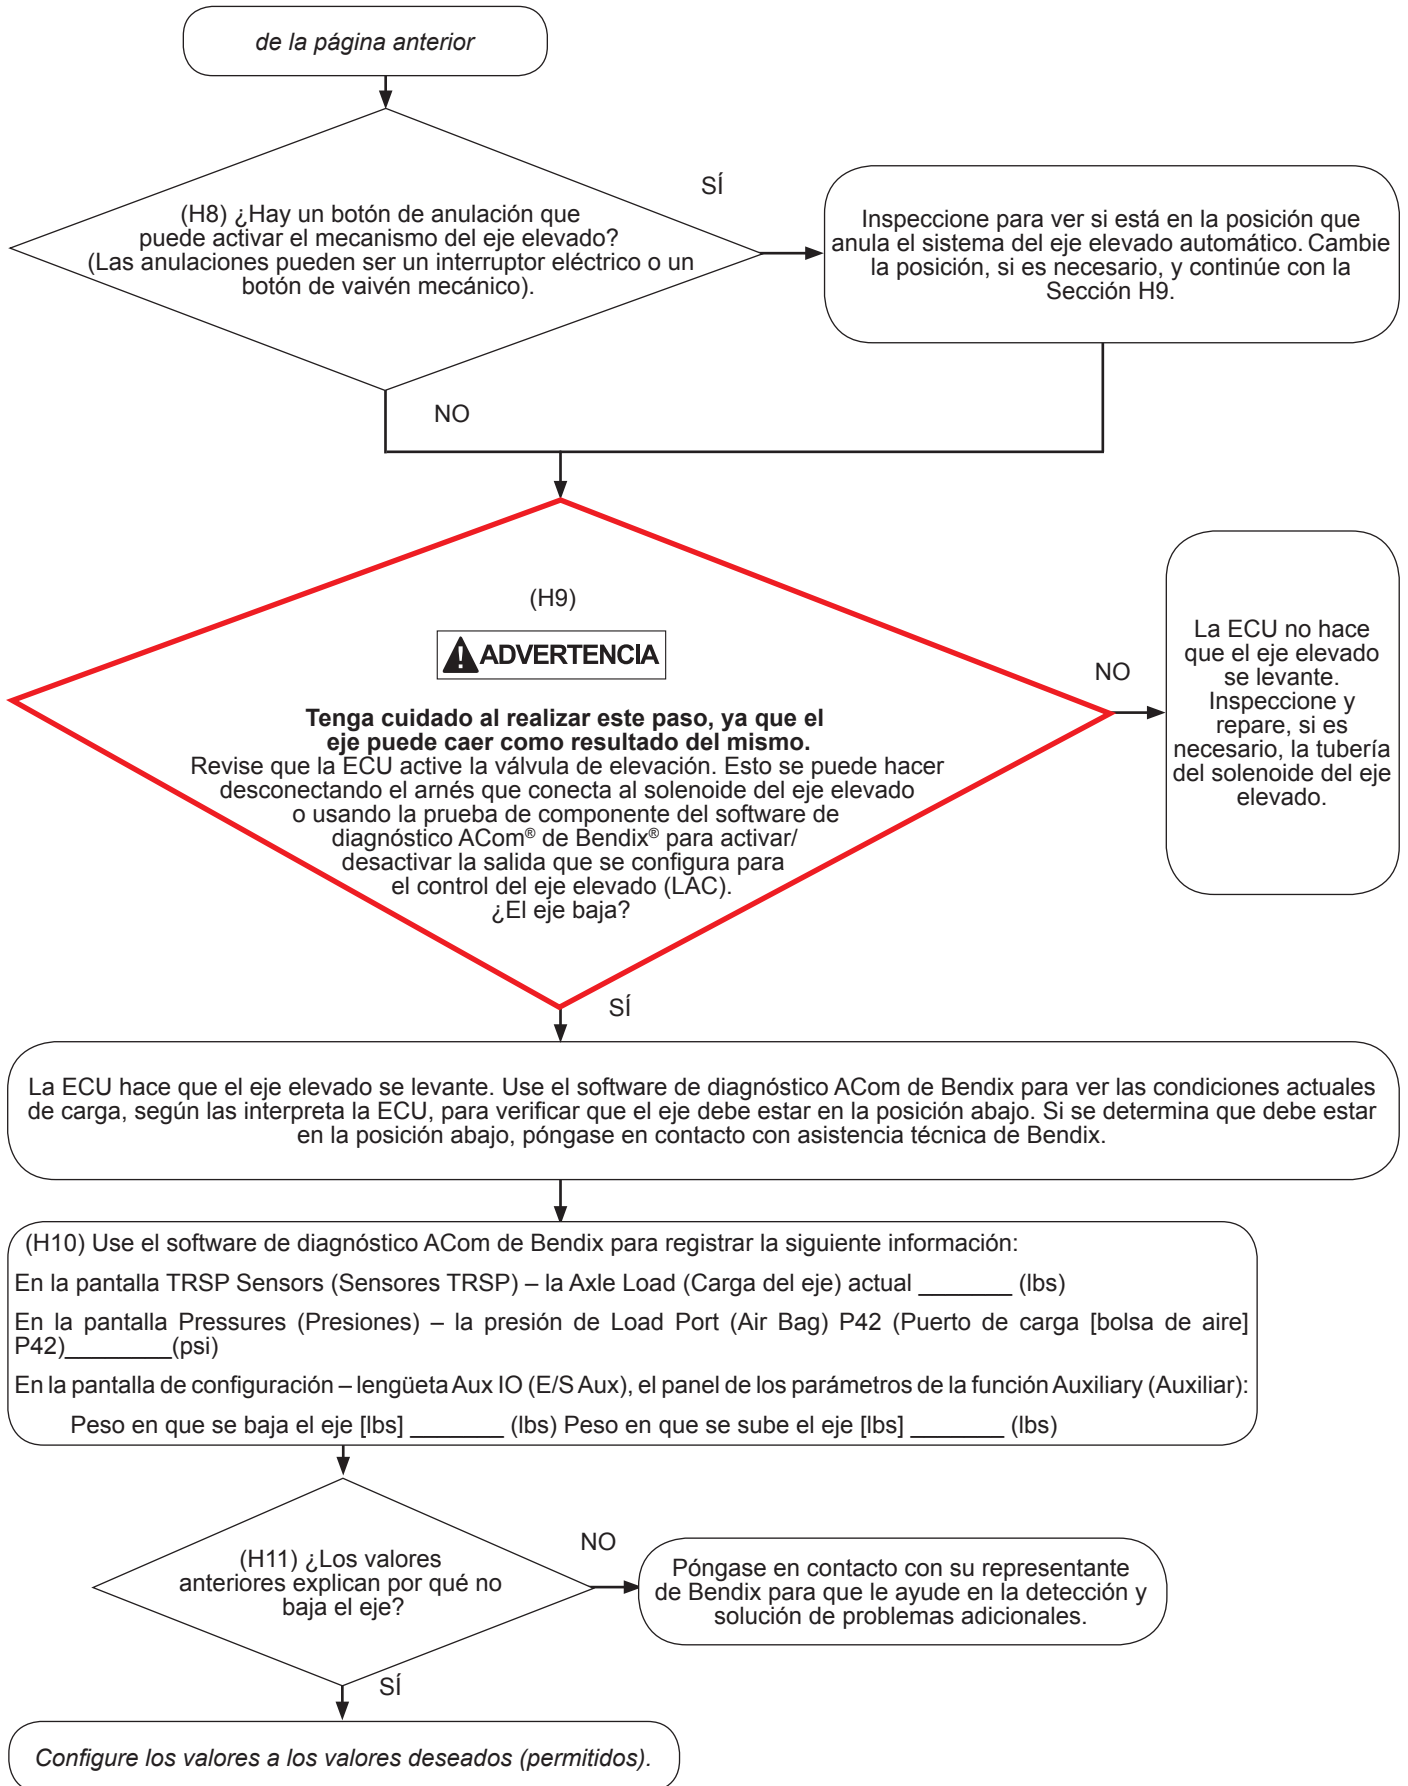 de la página anterior
(H8) ¿Hay un botón de anulación que
puede activar el mecanismo del eje elevado?
(Las anulaciones pueden ser un interruptor eléctrico o un
botón de vaivén mecánico).
SÍ
Inspeccione para ver si está en la posición que
anula el sistema del eje elevado automático. Cambie
la posición, si es necesario, y continúe con la
Sección H9.
NO
(H9)
ADVERTENCIA
Tenga cuidado al realizar este paso, ya que el
eje puede caer como resultado del mismo.
Revise que la ECU active la válvula de elevación. Esto se puede hacer
desconectando el arnés que conecta al solenoide del eje elevado
o usando la prueba de componente del software de
diagnóstico ACom® de Bendix® para activar/
desactivar la salida que se configura para
el control del eje elevado (LAC).
¿El eje baja?
NO
La ECU no hace
que el eje elevado
se levante.
Inspeccione y
repare, si es
necesario, la tubería
del solenoide del eje
elevado.
SÍ
La ECU hace que el eje elevado se levante. Use el software de diagnóstico ACom de Bendix para ver las condiciones actuales
de carga, según las interpreta la ECU, para verificar que el eje debe estar en la posición abajo. Si se determina que debe estar
en la posición abajo, póngase en contacto con asistencia técnica de Bendix.
(H10) Use el software de diagnóstico ACom de Bendix para registrar la siguiente información:
En la pantalla TRSP Sensors (Sensores TRSP) – la Axle Load (Carga del eje) actual _______ (lbs)
En la pantalla Pressures (Presiones) – la presión de Load Port (Air Bag) P42 (Puerto de carga [bolsa de aire]
P42)________(psi)
En la pantalla de configuración – lengüeta Aux IO (E/S Aux), el panel de los parámetros de la función Auxiliary (Auxiliar):
Peso en que se baja el eje [lbs] _______ (lbs) Peso en que se sube el eje [lbs] _______ (lbs)
(H11) ¿Los valores
anteriores explican por qué no
baja el eje?
NO
Póngase en contacto con su representante
de Bendix para que le ayude en la detección y
solución de problemas adicionales.
SÍ
Configure los valores a los valores deseados (permitidos).